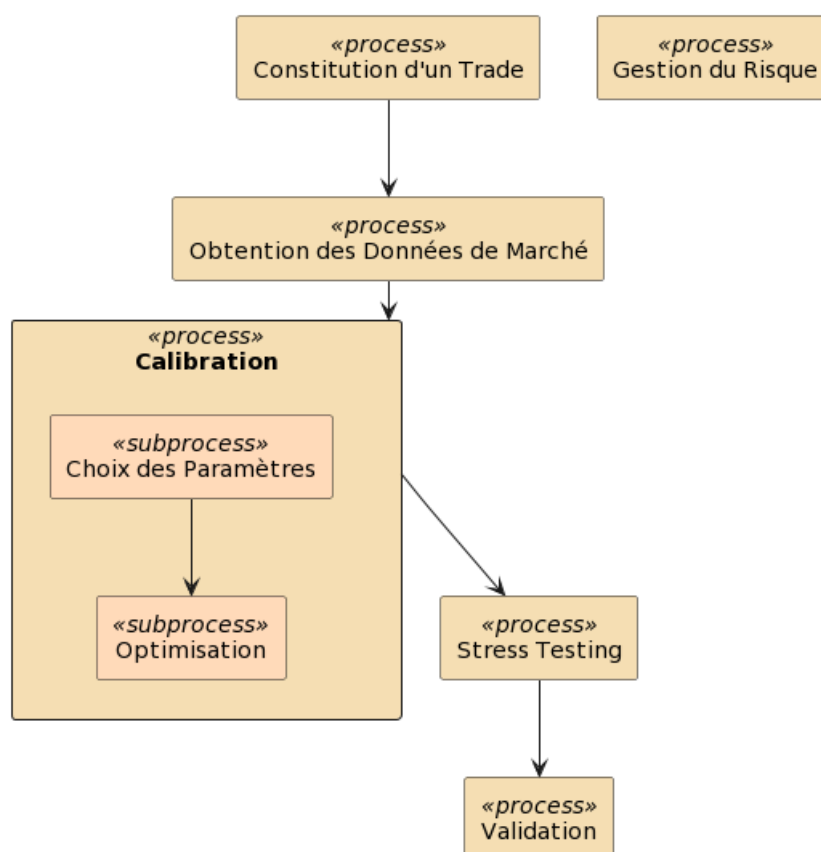 «process»
Constitution d'un Trade
«process»
Gestion du Risque
«process»
Obtention des Données de Marché
«process»
Calibration
«subprocess»
Choix des Paramètres
«subprocess»
Optimisation
«process»
Stress Testing
«process»
Validation